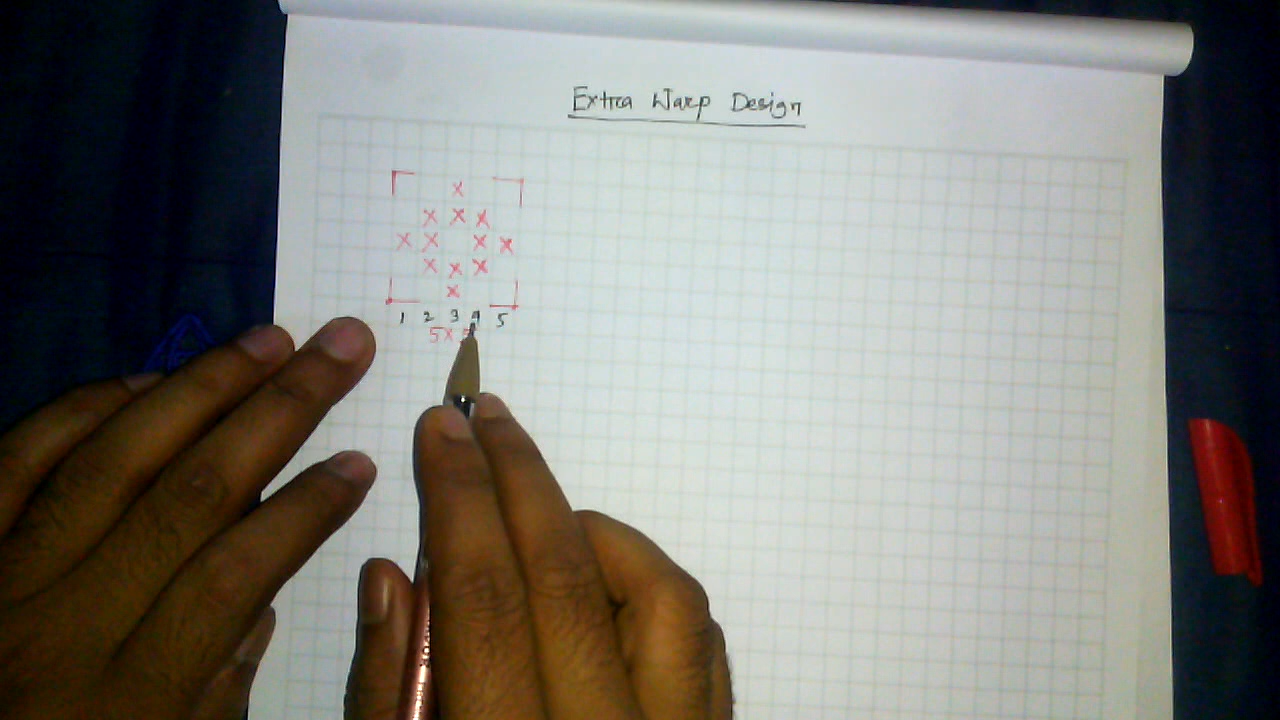 Extra Warp Design
X
X X X
X X X X
X X X
X
1 2 3 4 5
5X